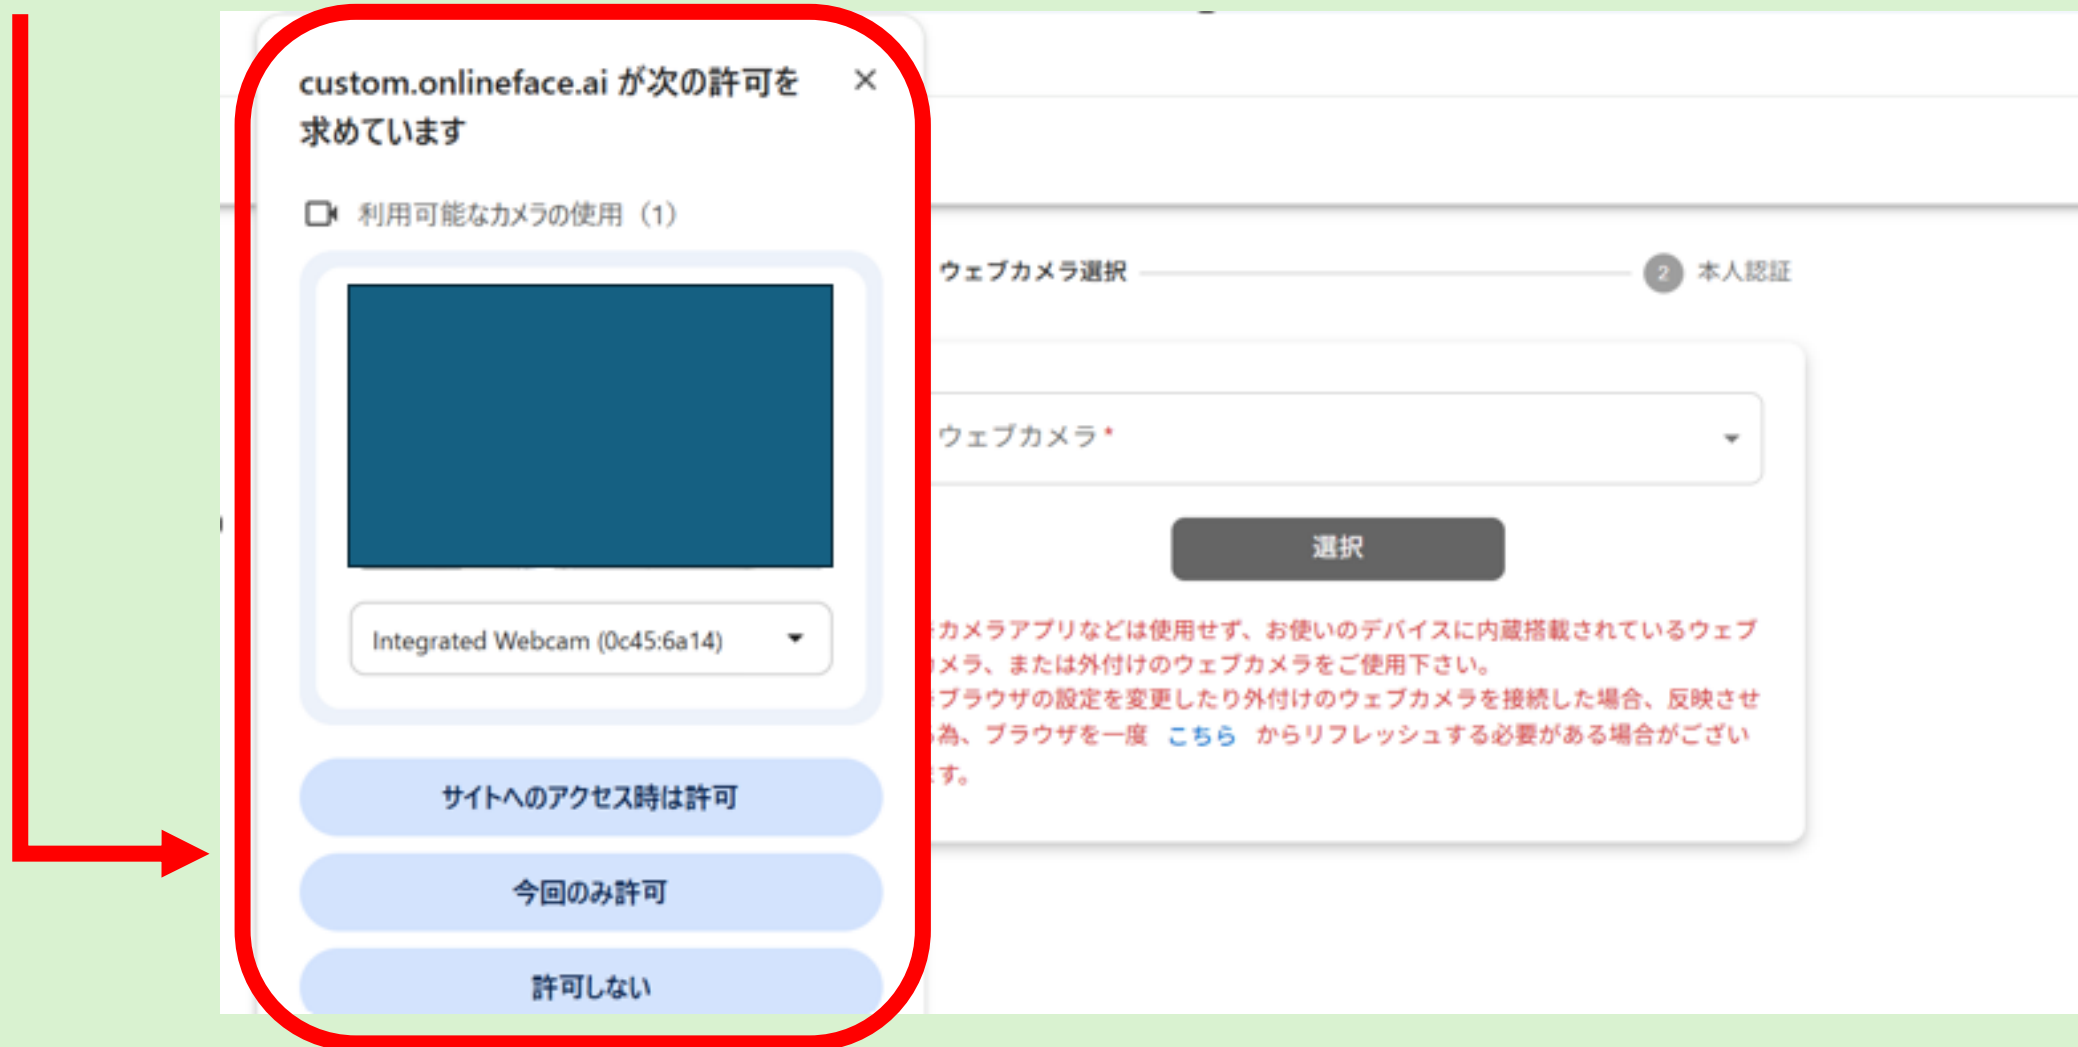 custom.onlineface.ai が次の許可を
求めています
利用可能なカメラの使用 (1)
Integrated Webcam (0c45:6a14)
サイトへのアクセス時は許可
今回のみ許可
許可しない
ウェブカメラ選択
2 本人認証
ウェブカメラ*
選択
カメラアプリなどは使用せず、お使いのデバイスに内蔵搭載されているウェブ
メラ、または外付けのウェブカメラをご使用下さい。
ブラウザの設定を変更したり外付けのウェブカメラを接続した場合、反映させ
為、ブラウザを一度 こちら からリフレッシュする必要がある場合がござい
す。